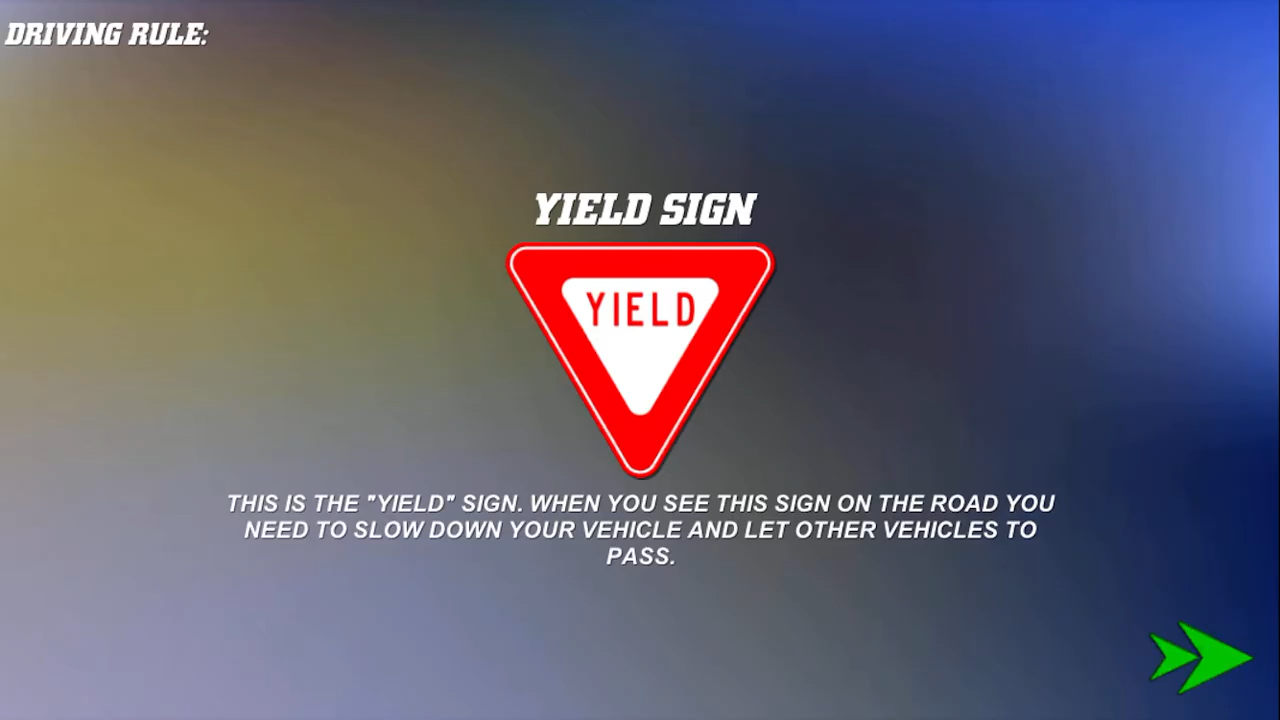 DRIVING RULE:
YIELD SIGN
YIELD
THIS IS THE "YIELD" SIGN. WHEN YOU SEE THIS SIGN ON THE ROAD YOU
NEED TO SLOW DOWN YOUR VEHICLE AND LET OTHER VEHICLES TO
PASS.